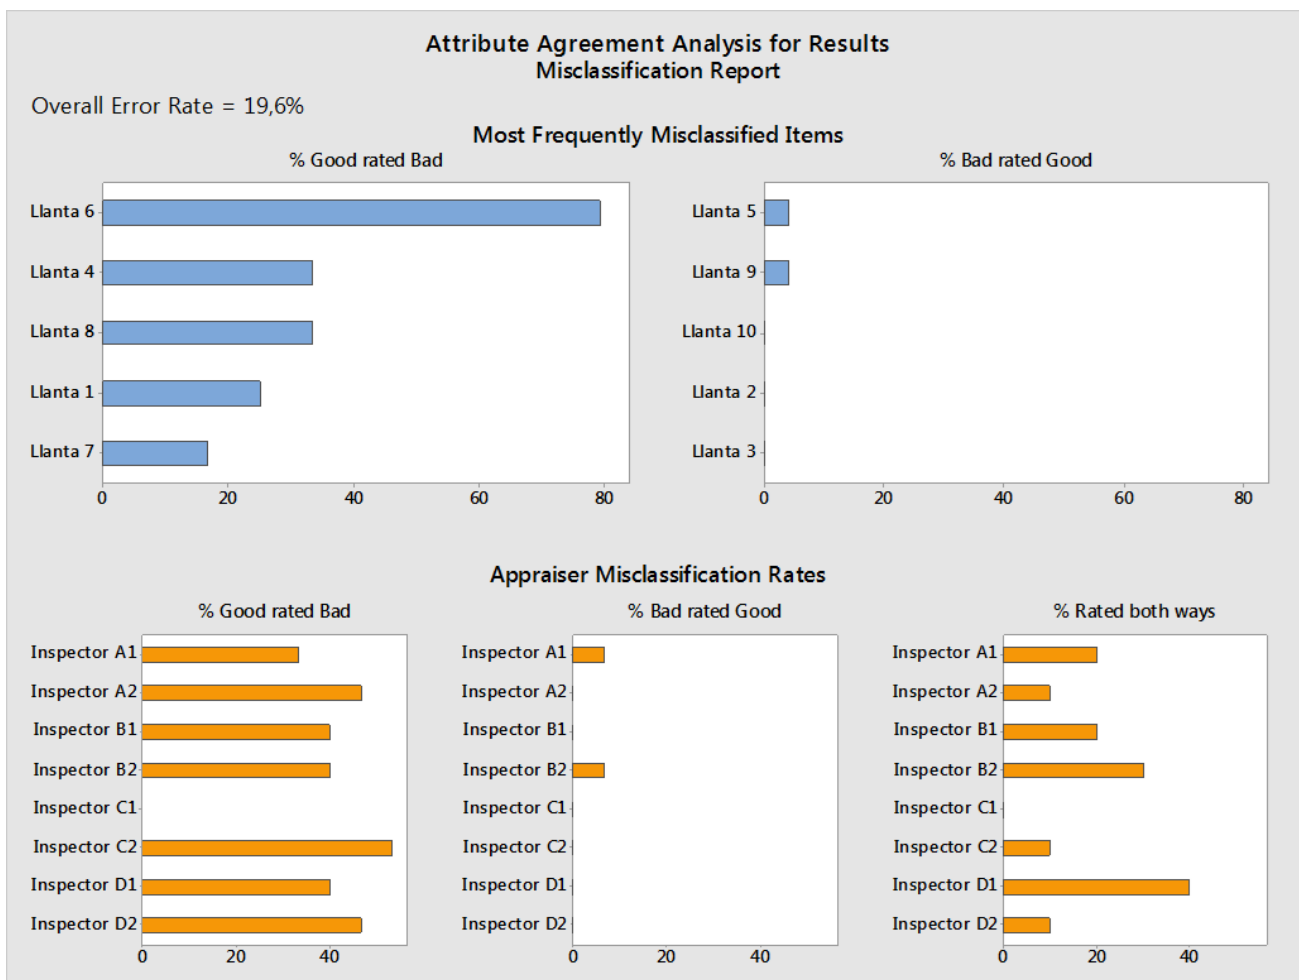 Attribute Agreement Analysis for Results
Misclassification Report
Overall Error Rate = 19,6%
Most Frequently Misclassified Items
% Good rated Bad
% Bad rated Good
Llanta 6
Llanta 4
Llanta 8
Llanta 1
Llanta 7
0 20 40 60 80
Llanta 5
Llanta 9
Llanta 10
Llanta 2
Llanta 3
0 20 40 60 80
Appraiser Misclassification Rates
% Good rated Bad
Inspector A1
Inspector A2
Inspector B1
Inspector B2
Inspector C1
Inspector C2
Inspector D1
Inspector D2
0 20 40
% Bad rated Good
Inspector A1
Inspector A2
Inspector B1
Inspector B2
Inspector C1
Inspector C2
Inspector D1
Inspector D2
0 20 40
% Rated both ways
Inspector A1
Inspector A2
Inspector B1
Inspector B2
Inspector C1
Inspector C2
Inspector D1
Inspector D2
0 20 40